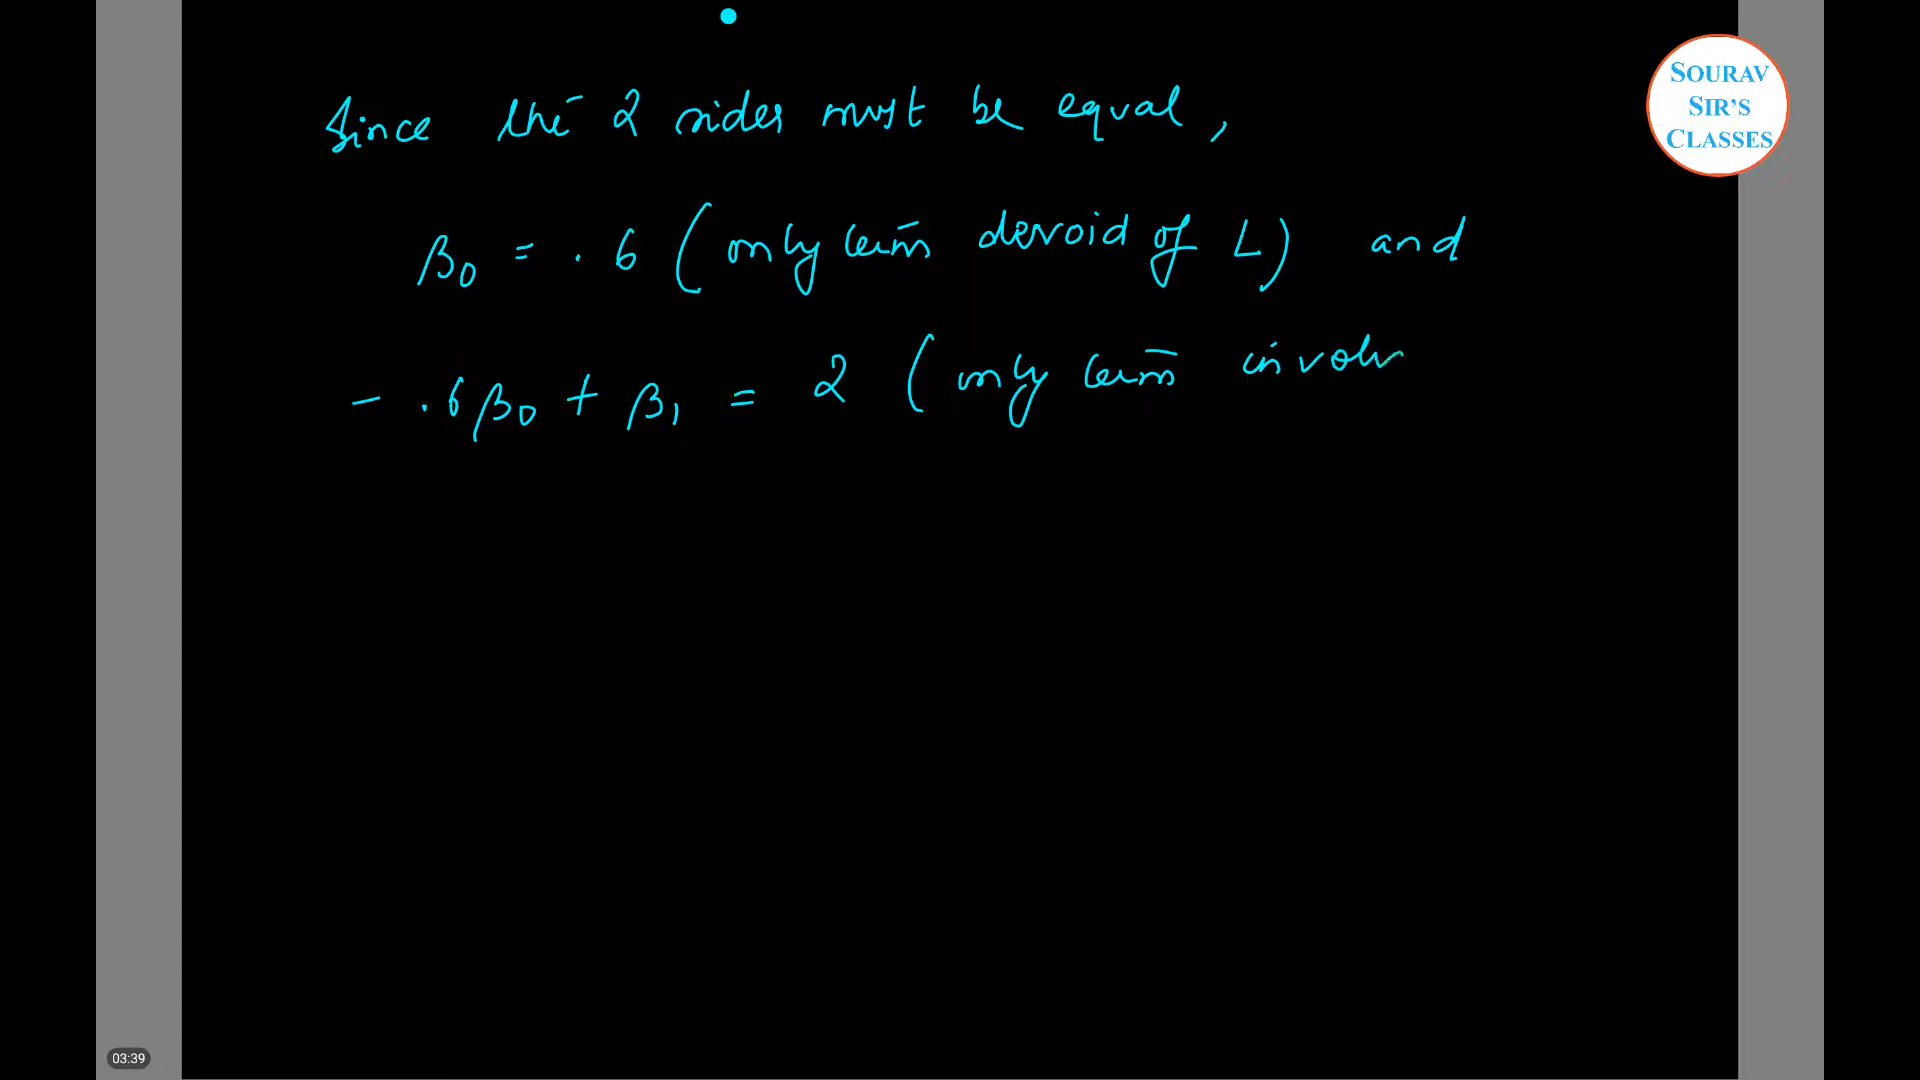 SOURAV
SIR'S
CLASSES
Since the 2 sides must be equal,
β₀ = .6 (only term devoid of L) and
- .6β₀ + β₁ = 2 (only term involv
03:39